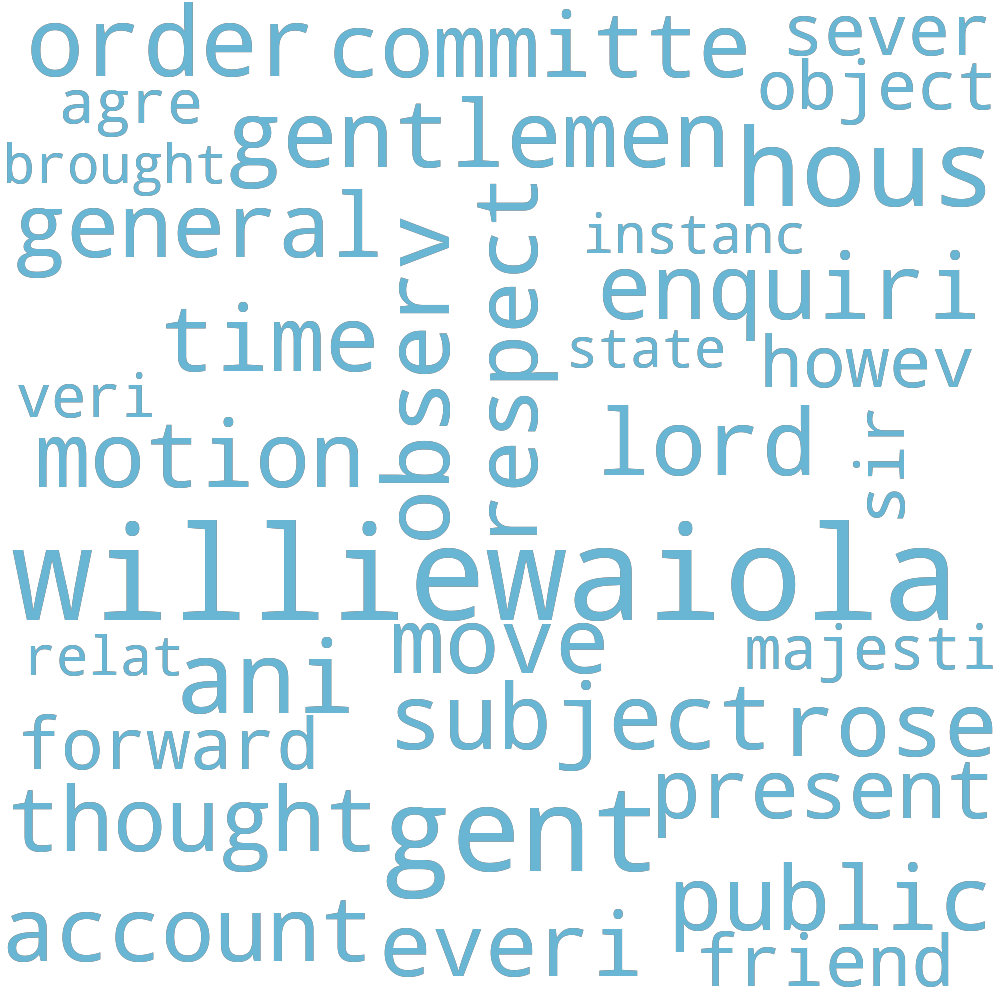 order committe sever
object
agre
gentlemen
brought
hous
general
observ
respect
instanc
enquiri
time
state
howev
veri
motion
lord
sir
williewaiola
relat
ani
move
majesti
subject
rose
forward
present
thought
gent
public
account
everi
friend